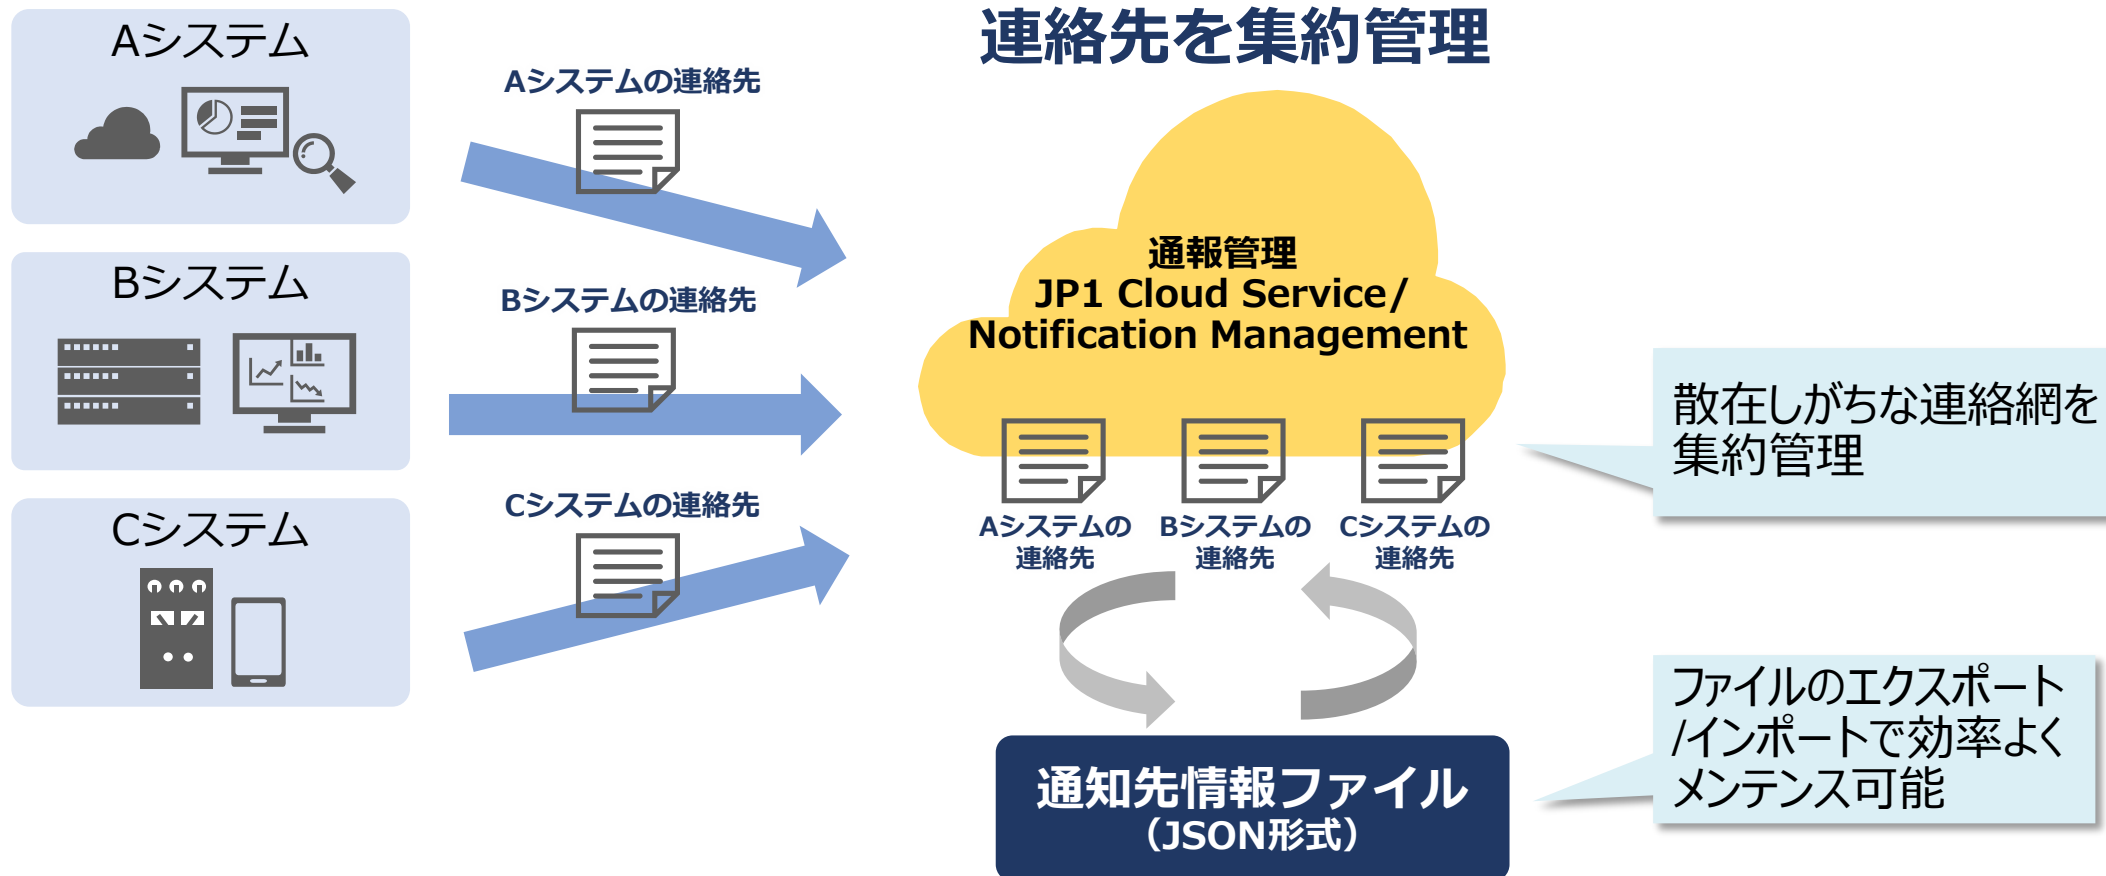 連絡先を集約管理
Aシステム
Aシステムの連絡先
Bシステム
Bシステムの連絡先
Cシステム
Cシステムの連絡先
通報管理
JP1 Cloud Service/
Notification Management
Aシステムの
連絡先
Bシステムの
連絡先
Cシステムの
連絡先
散在しがちな連絡網を
集約管理
通知先情報ファイル
（JSON形式）
ファイルのエクスポート
/インポートで効率よく
メンテンス可能